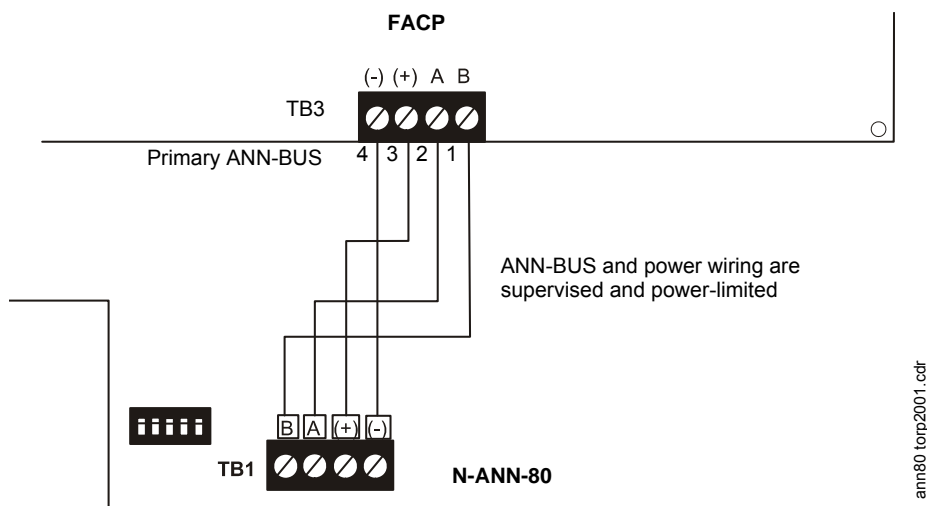 FACP
(-) (+) A B
TB3
Primary ANN-BUS
4 3 2 1
ANN-BUS and power wiring are
supervised and power-limited
B A (+) (-)
TB1
N-ANN-80
ann80 torp2001.cdr